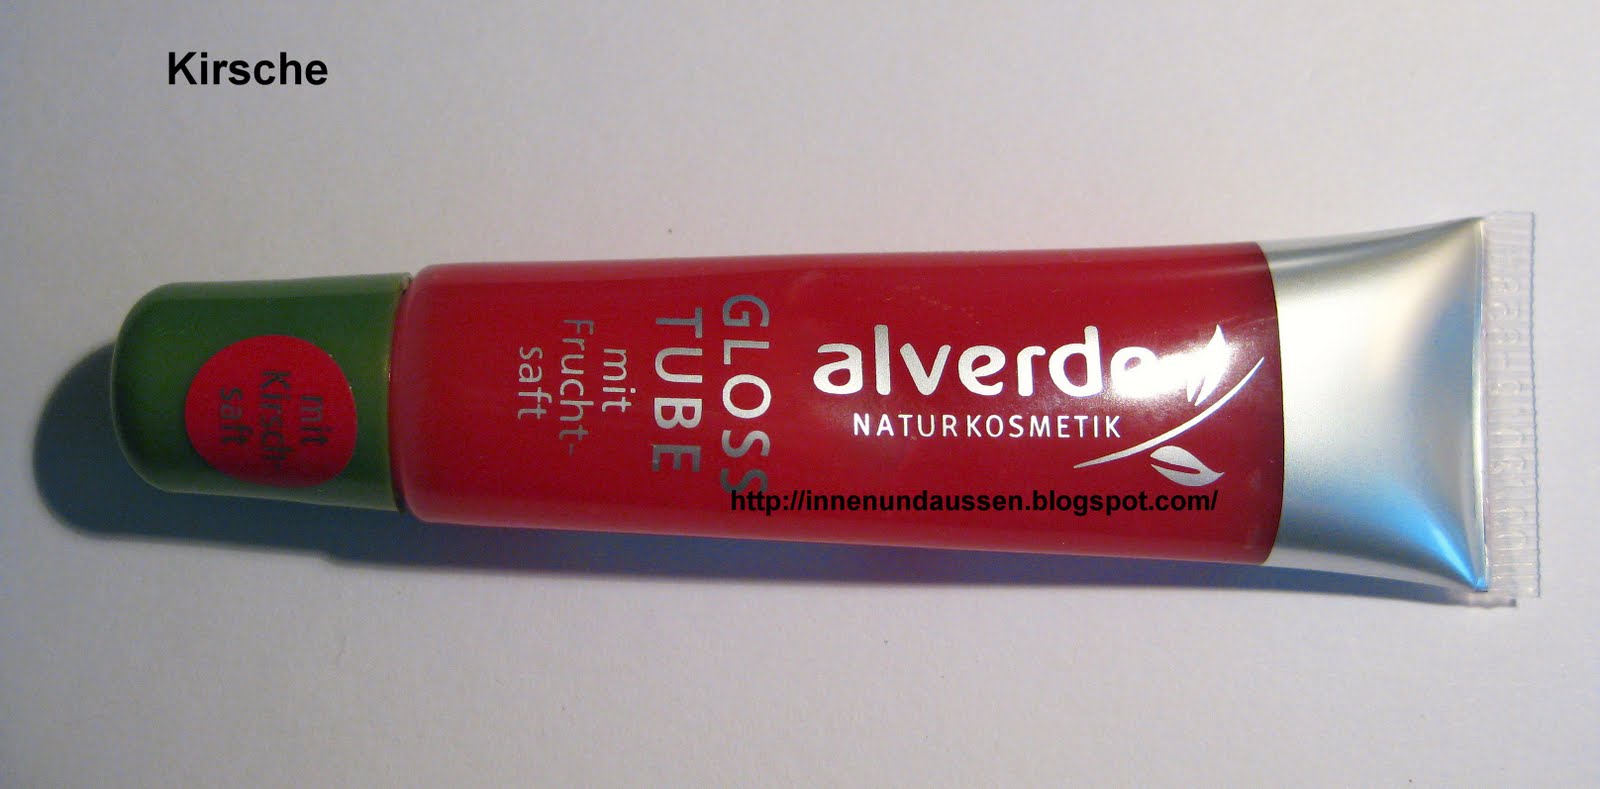 Kirsche
alverde
NATURKOSMETIK
GLOSS
TUBE
mit
Frucht-
saft
mit
Kirsch-
saft
http://innenundaussen.blogspot.com/